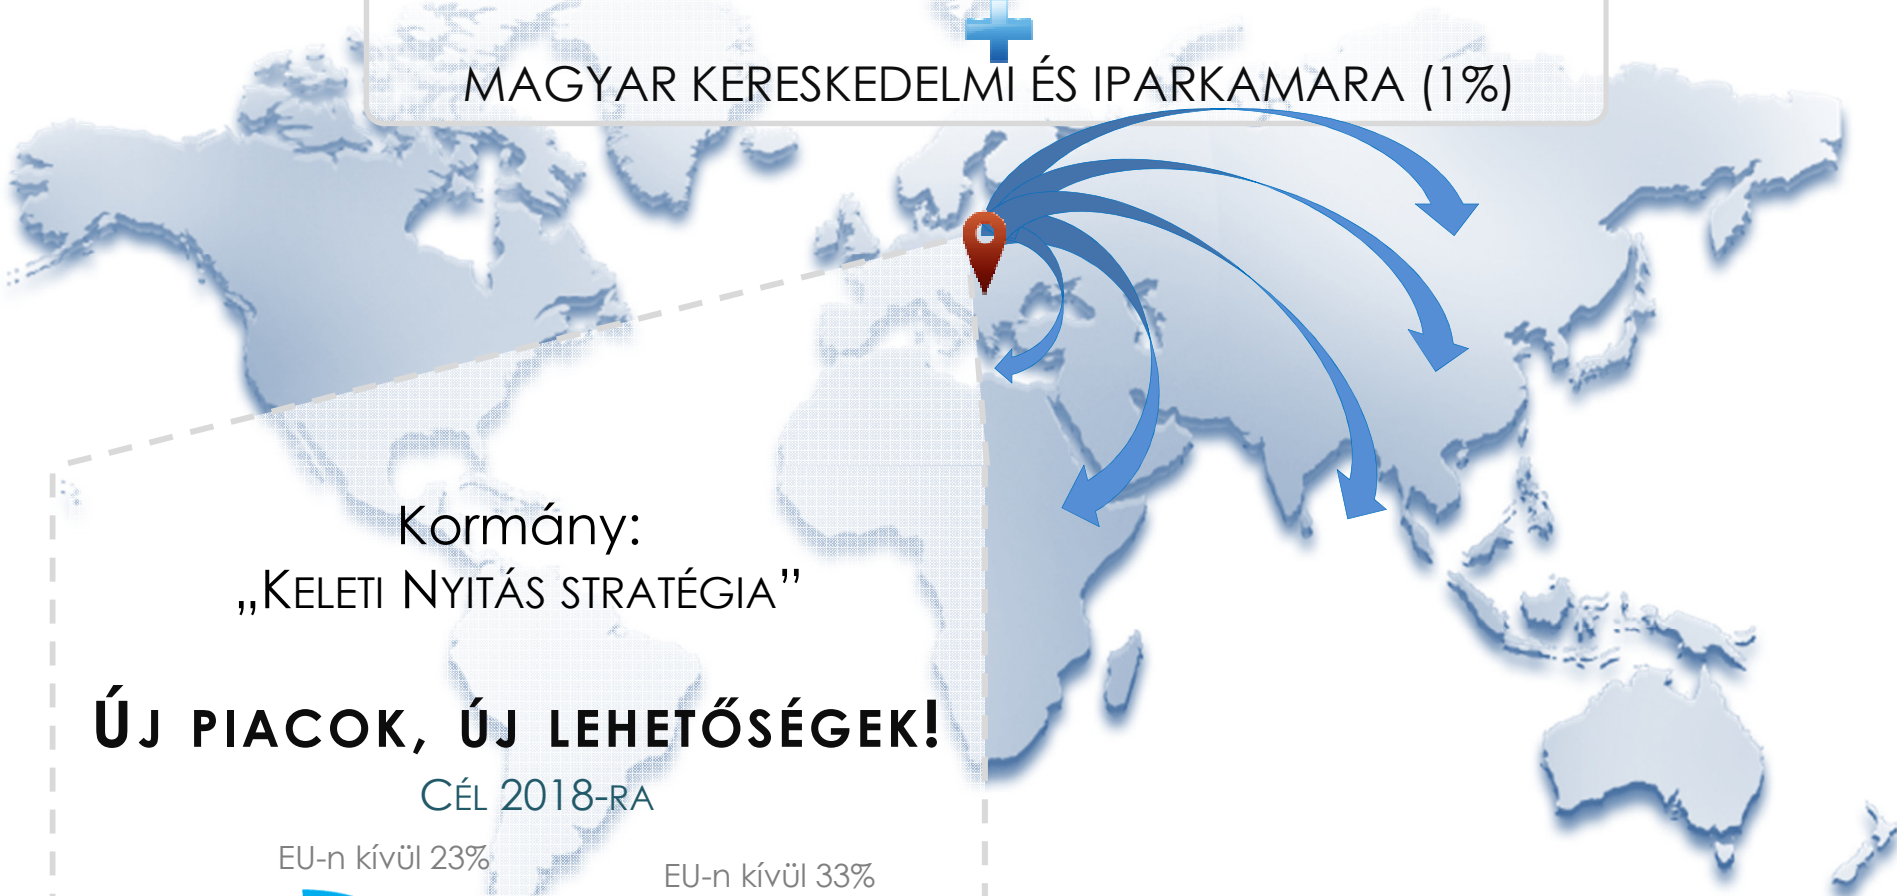 MAGYAR KERESKEDELMI ÉS IPARKAMARA (1%)
Kormány:
„KELETI NYITÁS STRATÉGIA”
ÚJ PIACOK, ÚJ LEHETŐSÉGEK!
CÉL 2018-RA
EU-n kívül 23%
EU-n kívül 33%